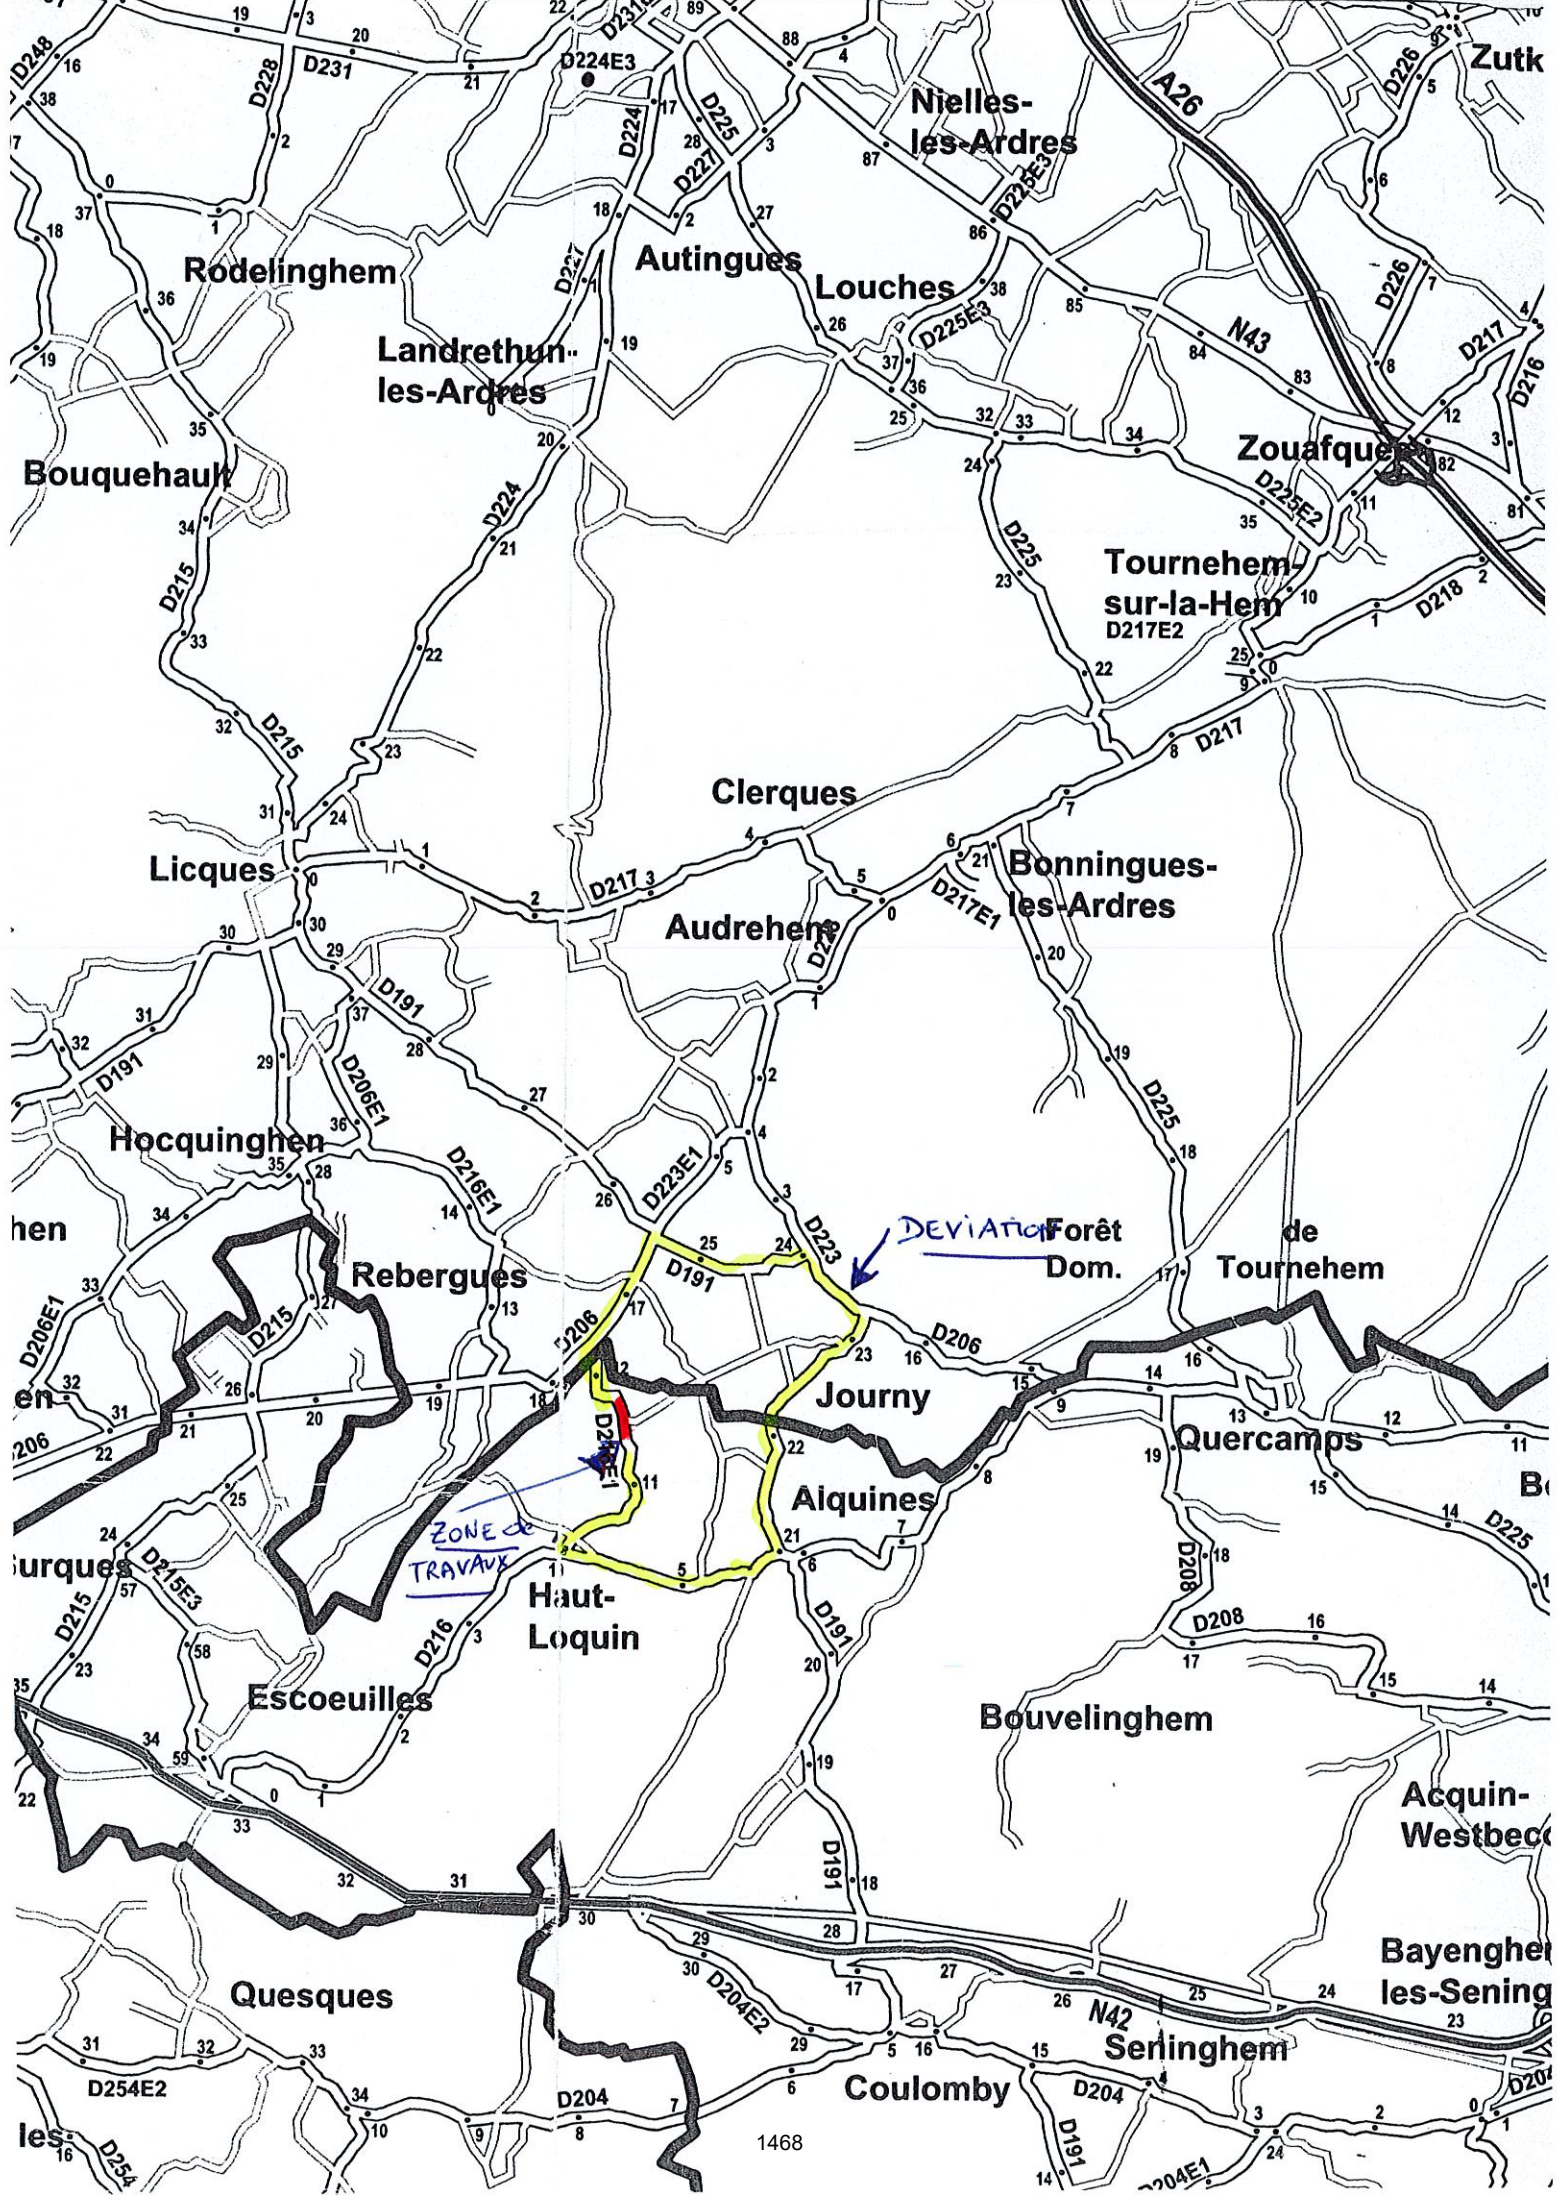 19
3
22
D231
89
88
4
D248
16
20
D231
21
D224E3
D228
38
17
D224
D225
28
Nielles-
les-Ardres
A26
D226
5
Zutk
2
3
87
D227
D225E3
6
0
37
1
18
18
2
27
86
Rodelinghem
Autingues
D227
1
Louches
38
85
D226
7
36
26
D225E3
4
19
Landrethun-
les-Ardres
19
37
N43
84
D217
8
D216
0
36
25
83
12
35
20
32
33
34
3
24
Zouafque
82
Bouquehault
D224
11
34
21
D225
D225E2
35
81
D215
23
Tournehem-
sur-la-Hem
D217E2
10
2
1
D218
33
22
22
25
0
9
32
D215
23
8
D217
Clerques
31
24
7
4
6
Licques
0
1
21
Bonningues-
les-Ardres
2
D217
3
5
0
D217E1
30
30
Audrehem
29
20
D191
1
31
37
32
28
29
D191
D206E1
2
19
27
36
D225
Hocquinghen
4
35
28
D216E1
D223E1
5
18
26
34
14
3
hen
25
24
D223
DEVIATION
Forêt
Dom.
de
Tournehem
Rebergues
D191
17
33
27
17
D206E1
D215
13
D206
D206
23
16
16
32
26
12
Journy
15
14
en
31
20
19
18
9
13
12
206
22
21
22
Quercamps
11
19
8
11
Alquines
15
25
14
24
ZONE de
TRAVAUX
21
7
D225
urques
57
D215E3
6
5
D208
18
Haut-
Loquin
D215
58
D216
3
D191
D208
16
23
20
17
35
Escoeuilles
15
14
34
2
Bouvelinghem
59
19
22
0
1
Acquin-
33
D191
32
31
18
30
28
29
30
27
17
Quesques
D204E2
26
25
24
N42
23
31
32
33
29
5
16
15
Seninghem
D254E2
6
34
D204
7
Coulomby
D204
4
10
9
8
3
2
0
1
16
D254
1468
D191
14
24
D204E1